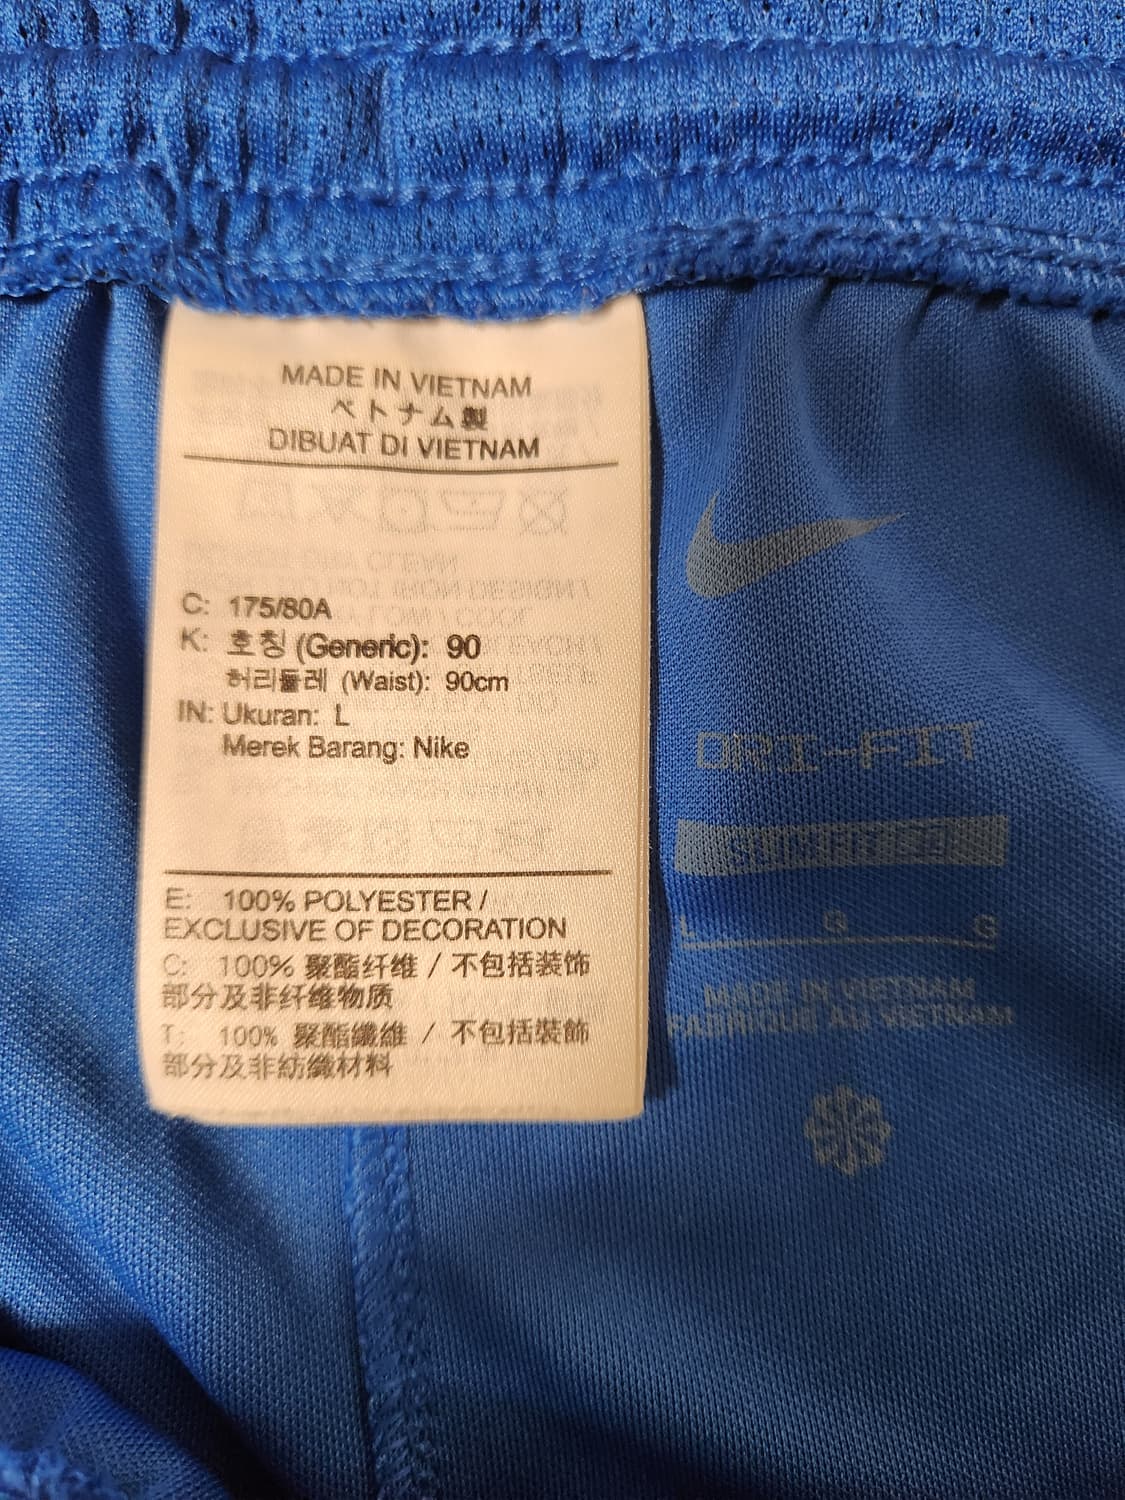 MADE IN VIETNAM
ベトナム製
DIBUAT DI VIETNAM
C: 175/80A
K: 호칭 (Generic): 90
허리둘레 (Waist): 90cm
IN: Ukuran: L
Merek Barang: Nike
E: 100% POLYESTER /
EXCLUSIVE OF DECORATION
C: 100% 聚酯纤维 / 不包括装饰
部分及非纤维物质
T: 100% 聚酯纖維 / 不包括裝飾
部分及非紡織材料
DRI-FIT
L G G
MADE IN VIETNAM
FABRIQUE AU VIETNAM